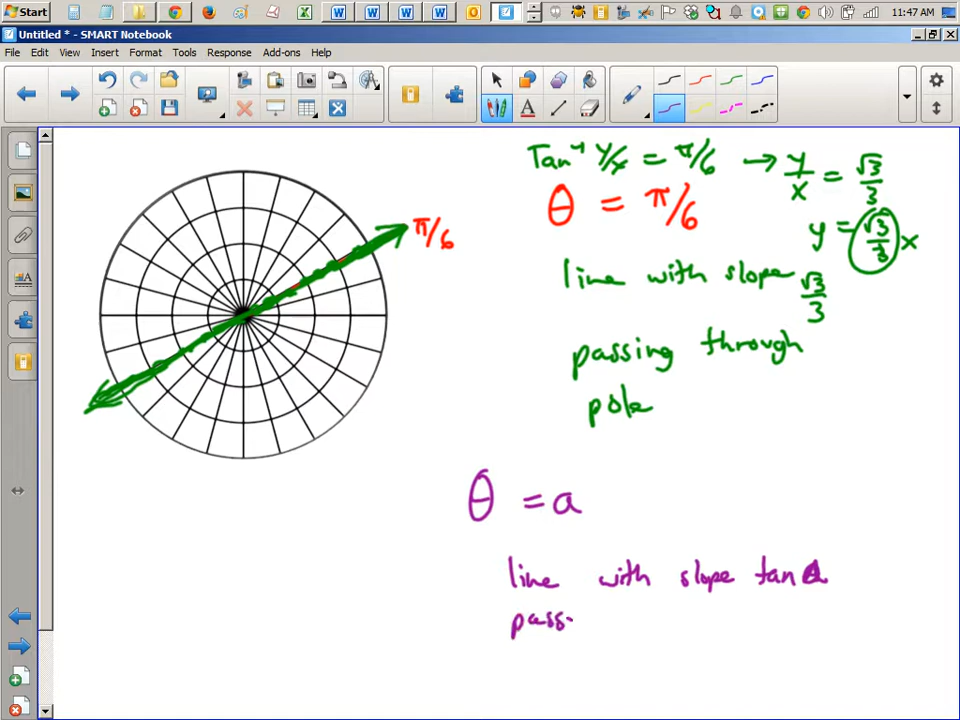 Start
11:47 AM
Untitled * - SMART Notebook
File Edit View Insert Format Tools Response Add-ons Help
Tan⁻¹ y/x = π/6 → y/x = √3/3
θ = π/6
y = √3/3 x
π/6
line with slope √3/3
passing through
pole
θ = a
line with slope tan a
pass